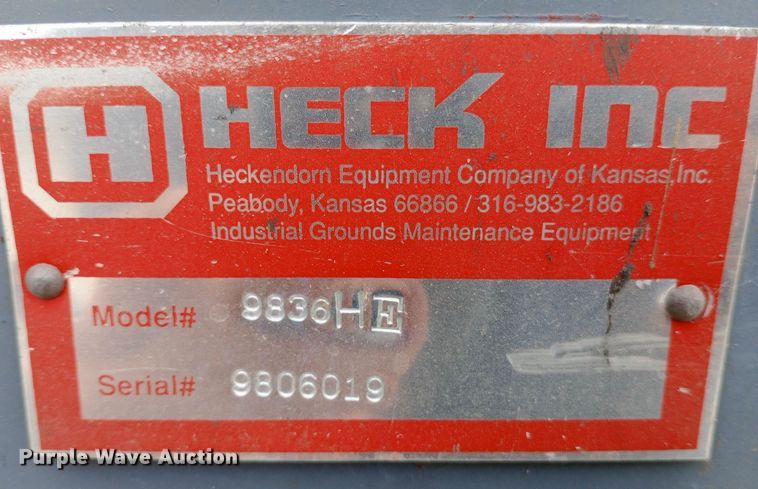 H HECK INC
Heckendorn Equipment Company of Kansas,Inc.
Peabody, Kansas 66866 / 316-983-2186
Industrial Grounds Maintenance Equipment
Model# 9836HE
Serial# 9806019
Purple Wave Auction